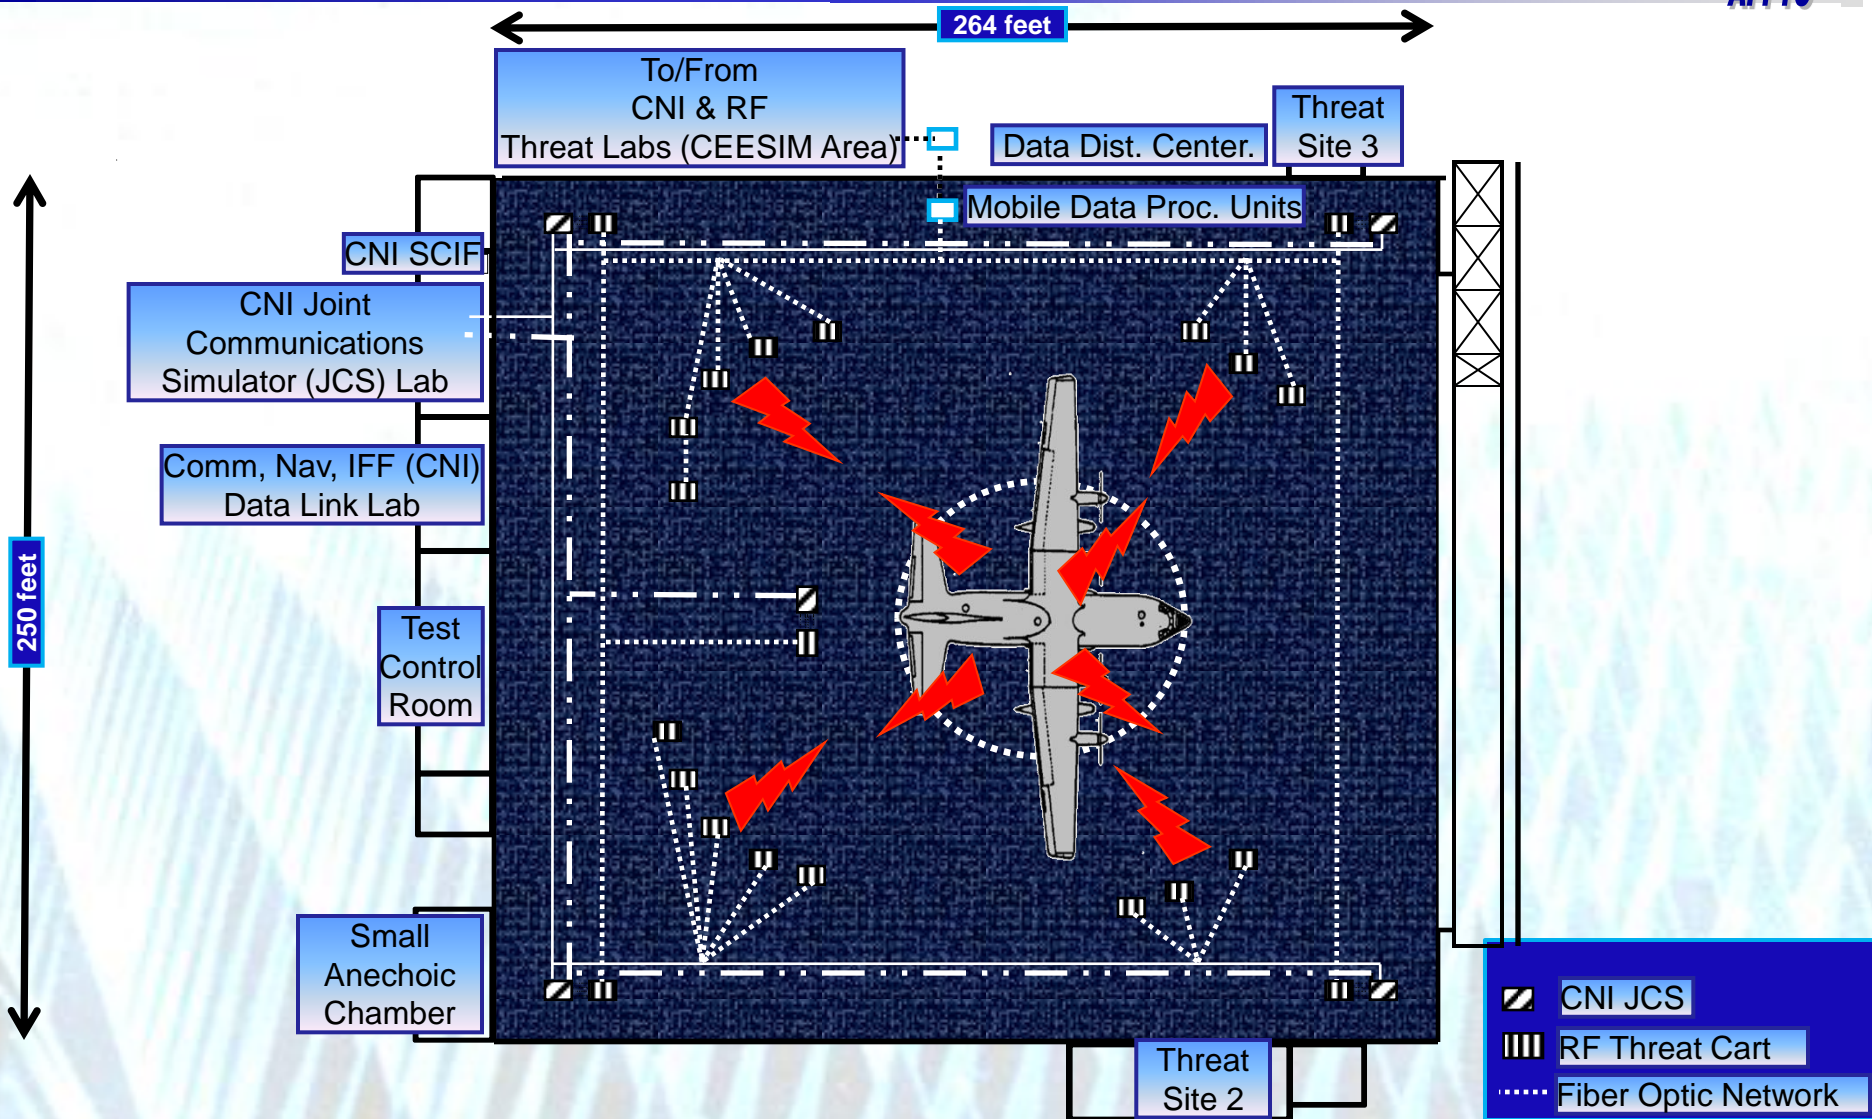 264 feet
To/From
CNI & RF
Threat Labs (CEESIM Area)
Data Dist. Center.
Threat
Site 3
Mobile Data Proc. Units
CNI SCIF
CNI Joint
Communications
Simulator (JCS) Lab
Comm, Nav, IFF (CNI)
Data Link Lab
250 feet
Test
Control
Room
Small
Anechoic
Chamber
Threat
Site 2
CNI JCS
RF Threat Cart
Fiber Optic Network